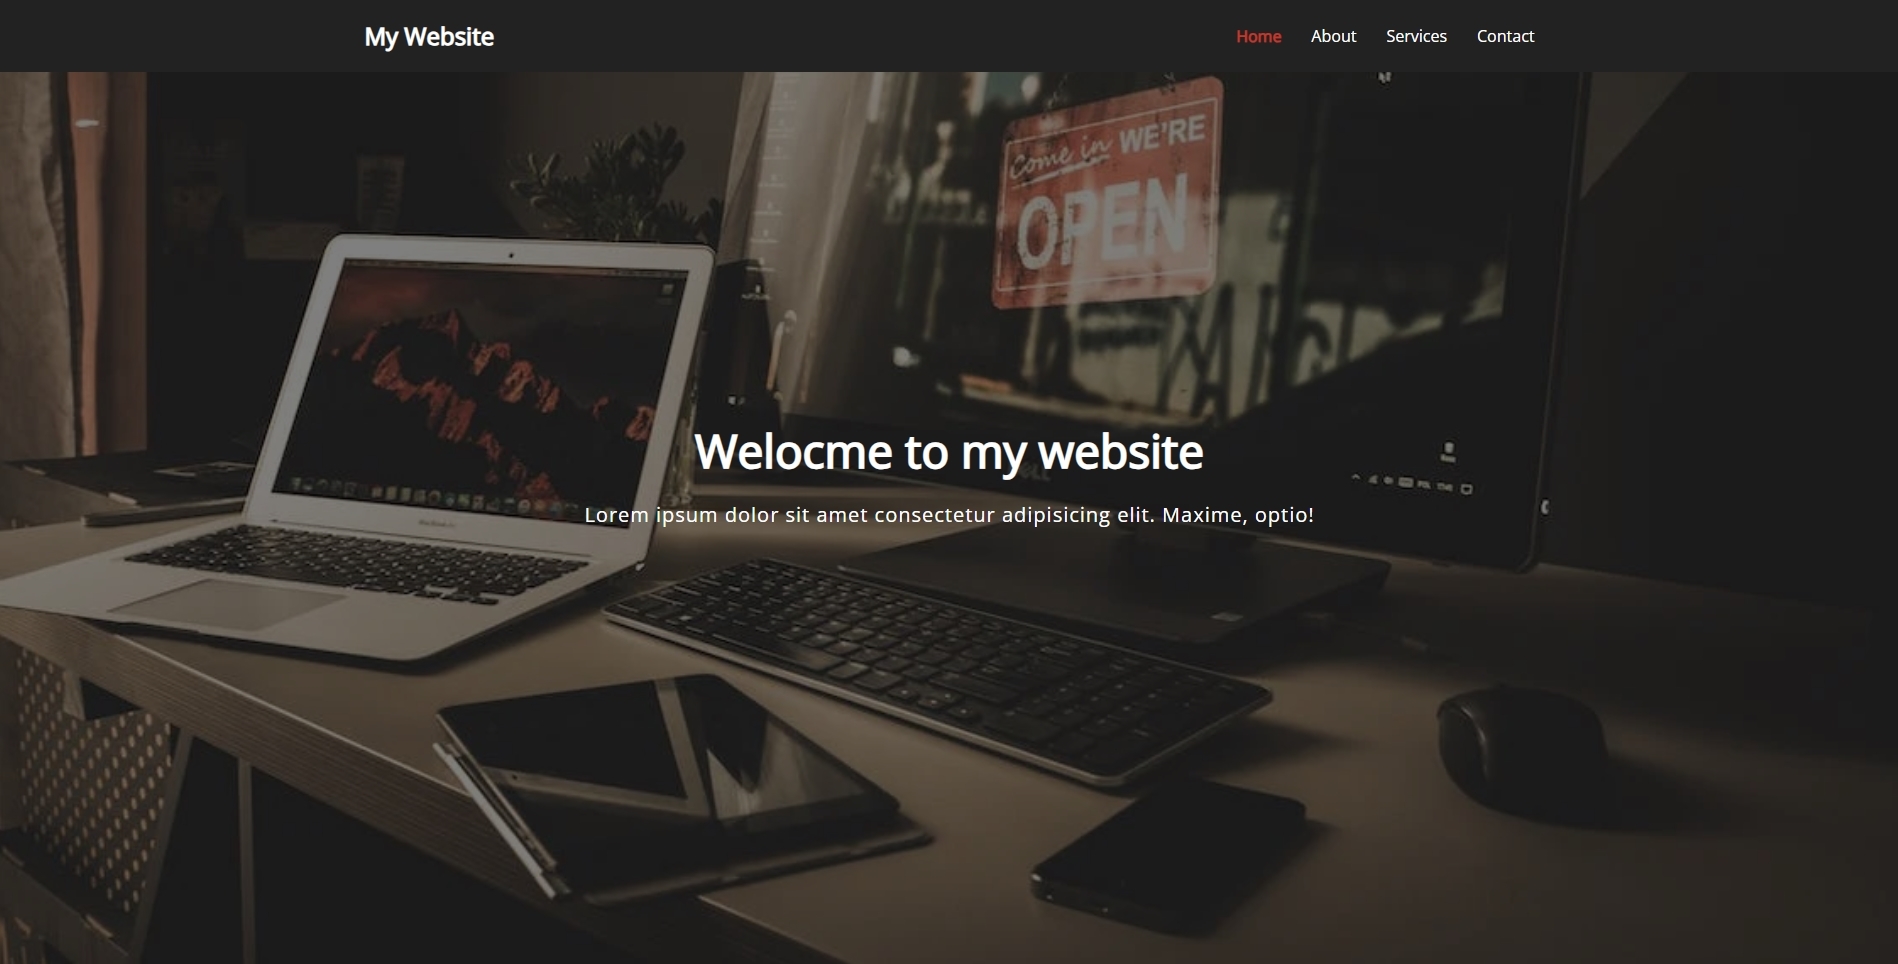 My Website
Home About Services Contact
come in WE'RE
OPEN
Welocme to my website
Lorem ipsum dolor sit amet consectetur adipisicing elit. Maxime, optio!